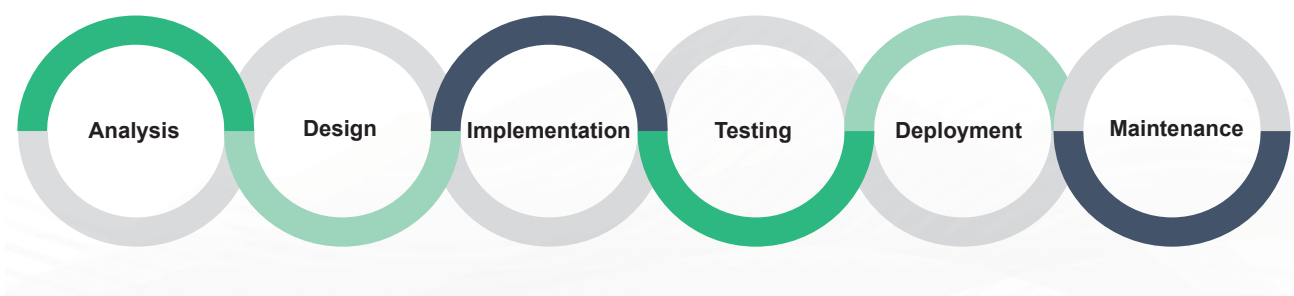 Analysis
Design
Implementation
Testing
Deployment
Maintenance